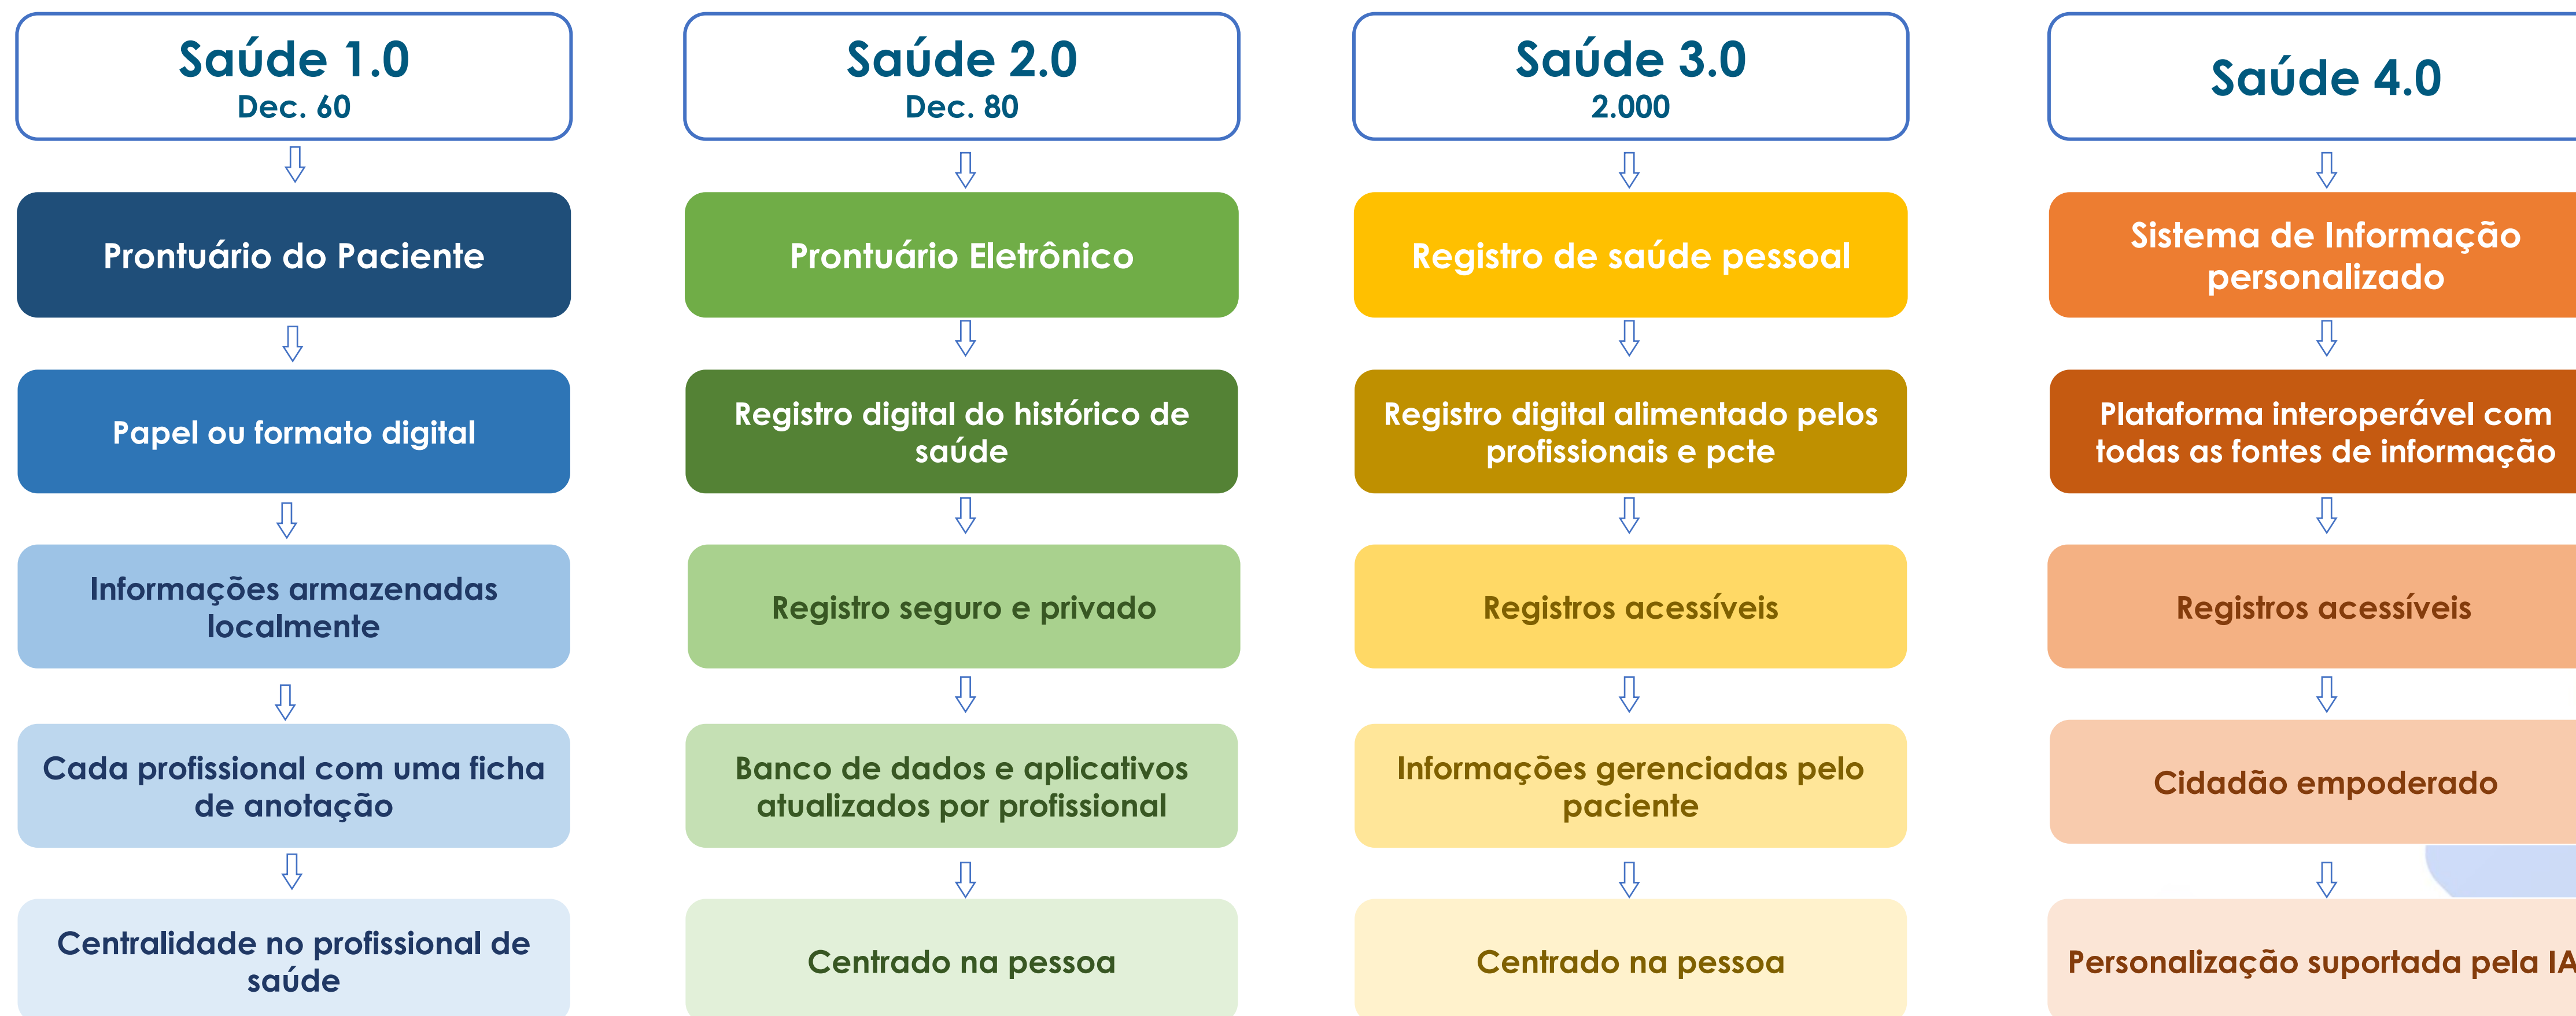 Saúde 1.0
Dec. 60
Prontuário do Paciente
Papel ou formato digital
Informações armazenadas
localmente
Cada profissional com uma ficha
de anotação
Centralidade no profissional de
saúde
Saúde 2.0
Dec. 80
Prontuário Eletrônico
Registro digital do histórico de
saúde
Registro seguro e privado
Banco de dados e aplicativos
atualizados por profissional
Centrado na pessoa
Saúde 3.0
2.000
Registro de saúde pessoal
Registro digital alimentado pelos
profissionais e pcte
Registros acessíveis
Informações gerenciadas pelo
paciente
Centrado na pessoa
Saúde 4.0
Sistema de Informação
personalizado
Plataforma interoperável com
todas as fontes de informação
Registros acessíveis
Cidadão empoderado
Personalização suportada pela IA